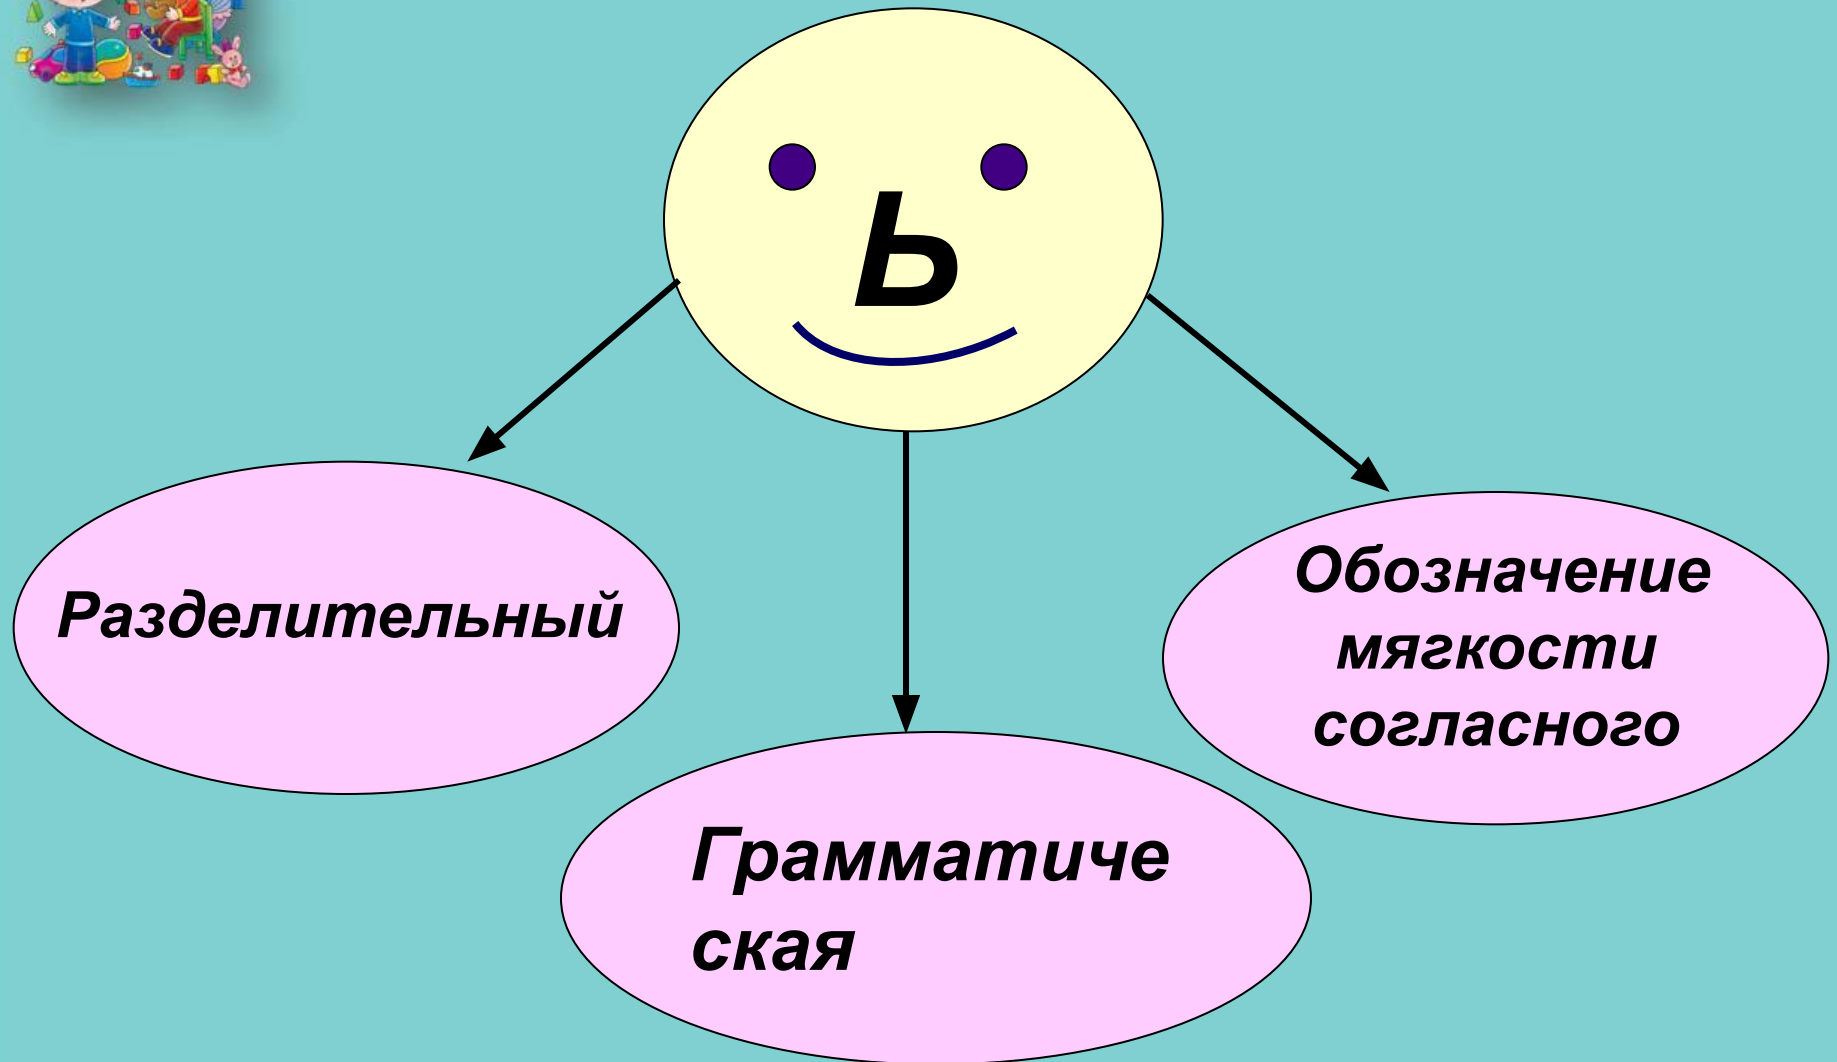 Ь
Разделительный
Обозначение
мягкости
согласного
Грамматиче
ская